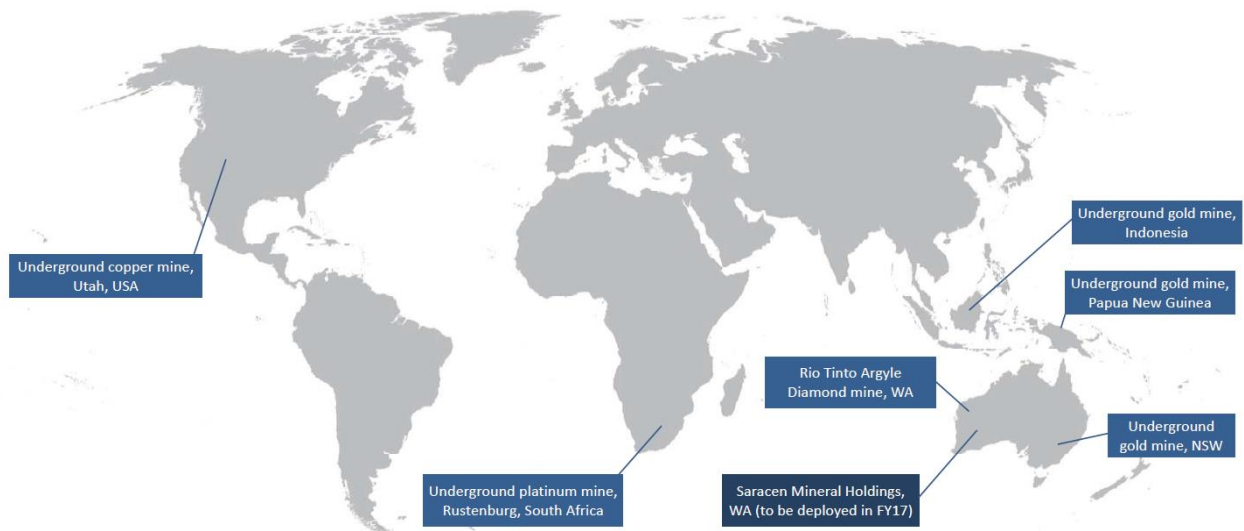 Underground gold mine,
Indonesia
Underground copper mine,
Utah, USA
Underground gold mine,
Papua New Guinea
Rio Tinto Argyle
Diamond mine, WA
Underground
gold mine, NSW
Underground platinum mine,
Rustenburg, South Africa
Saracen Mineral Holdings,
WA (to be deployed in FY17)